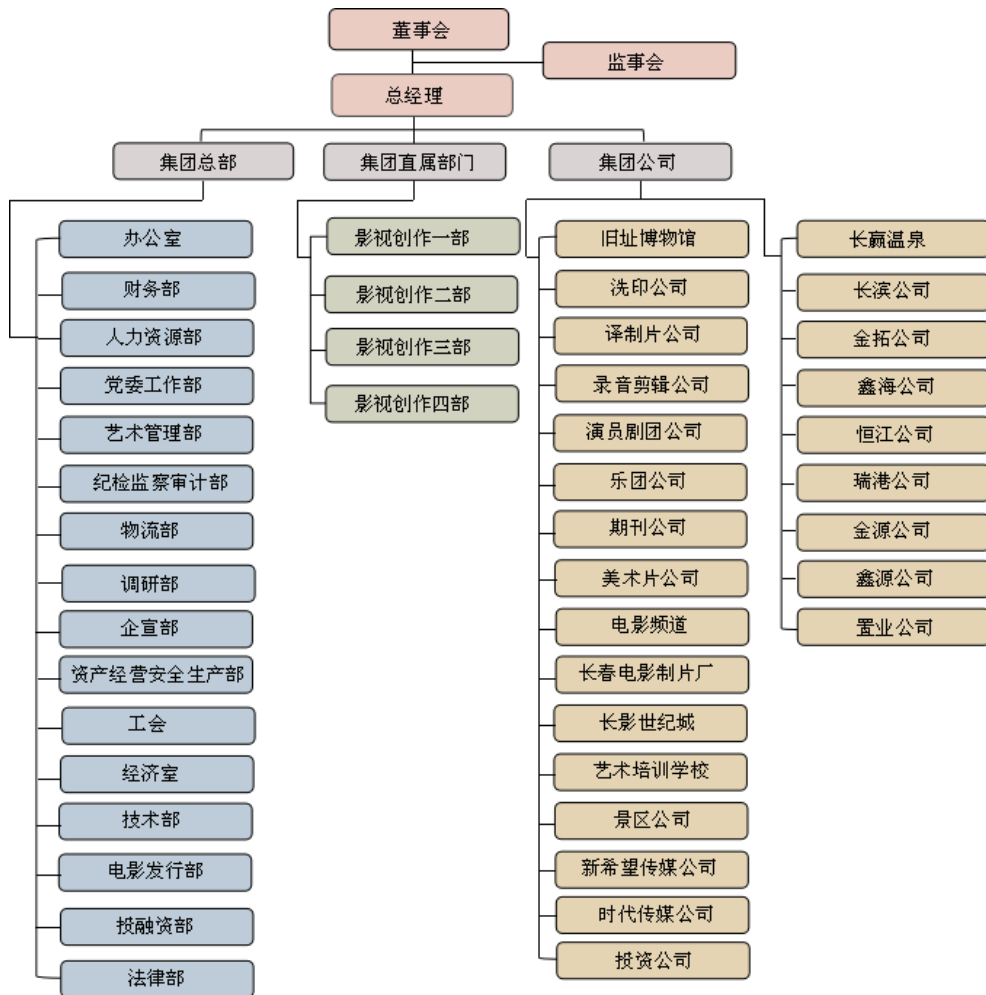 董事会
监事会
总经理
集团总部
集团直属部门
集团公司
办公室
财务部
人力资源部
党委工作部
艺术管理部
纪检监察审计部
物流部
调研部
企宣部
资产经营安全生产部
工会
经济室
技术部
电影发行部
投融资部
法律部
影视创作一部
影视创作二部
影视创作三部
影视创作四部
旧址博物馆
洗印公司
译制片公司
录音剪辑公司
演员剧团公司
乐团公司
期刊公司
美术片公司
电影频道
长春电影制片厂
长影世纪城
艺术培训学校
景区公司
新希望传媒公司
时代传媒公司
投资公司
长赢温泉
长滨公司
金拓公司
鑫海公司
恒江公司
瑞港公司
金源公司
鑫源公司
置业公司